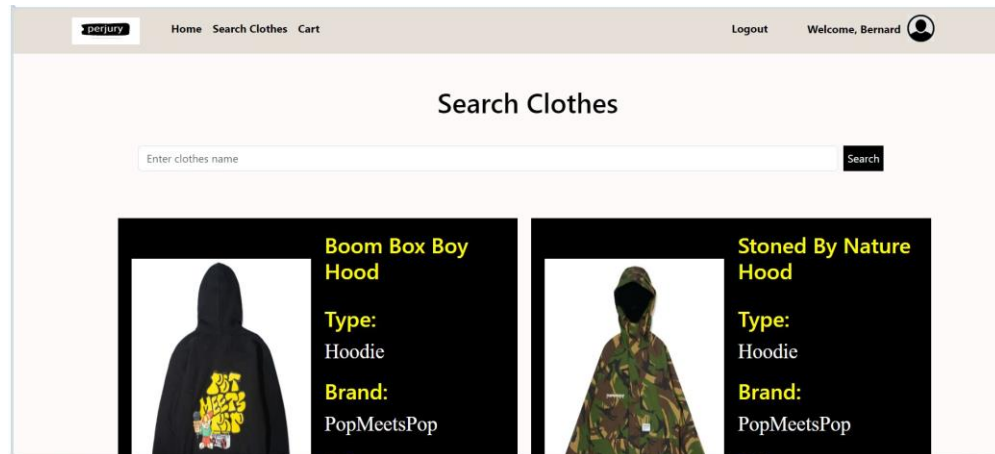 perjury
Home Search Clothes Cart
Logout Welcome, Bernard
Search Clothes
Enter clothes name
Search
Boom Box Boy
Hood
Type:
Hoodie
Brand:
PopMeetsPop
Stoned By Nature
Hood
Type:
Hoodie
Brand:
PopMeetsPop